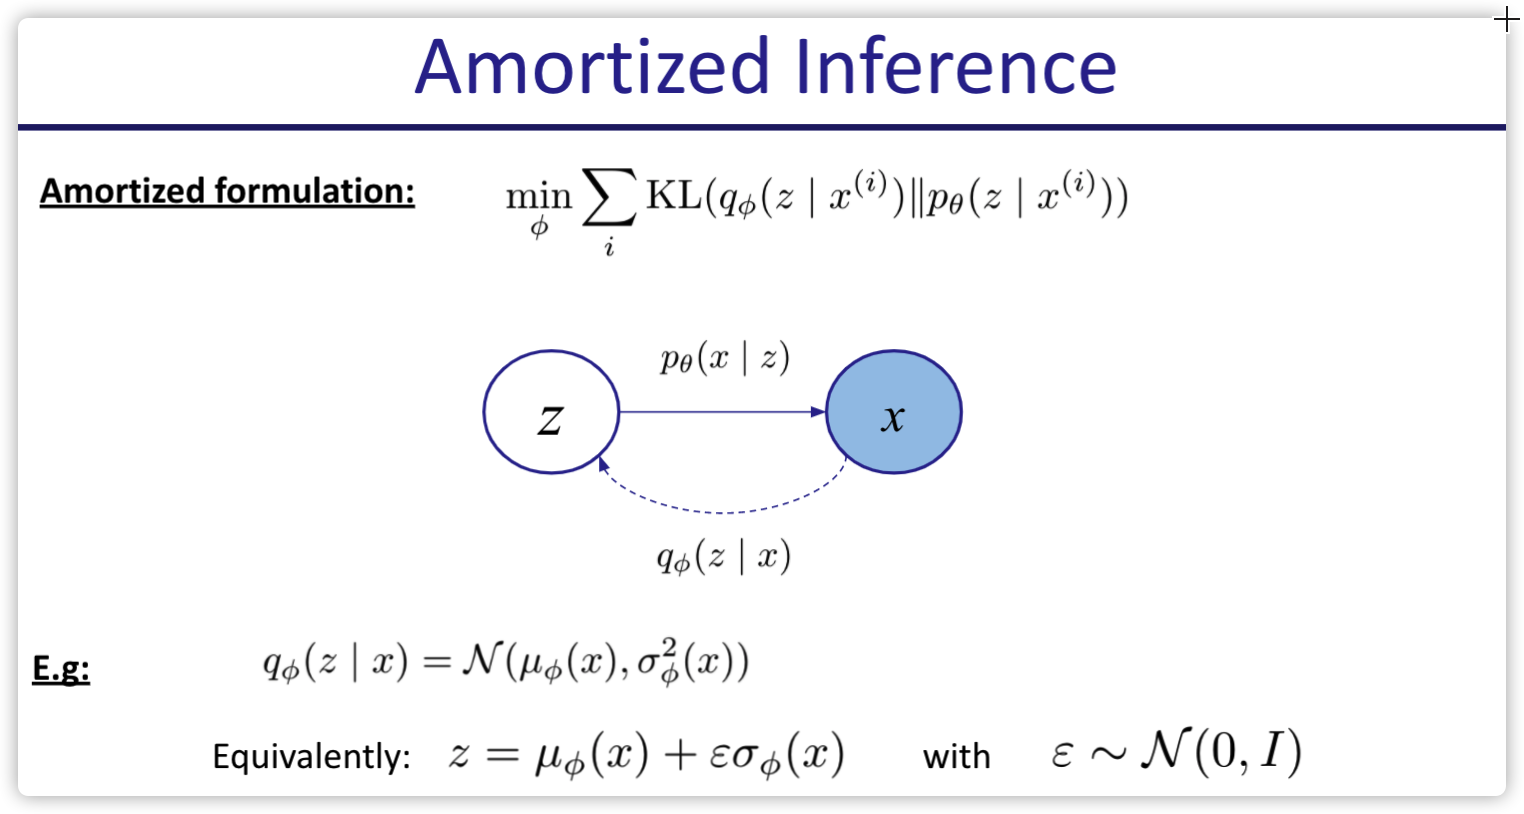 Amortized Inference
Amortized formulation: $\min_{\phi} \sum_{i} \mathrm{KL}(q_{\phi}(z \mid x^{(i)}) \| p_{\theta}(z \mid x^{(i)}))$
$p_{\theta}(x \mid z)$
z x
$q_{\phi}(z \mid x)$
E.g: $q_{\phi}(z \mid x) = \mathcal{N}(\mu_{\phi}(x), \sigma_{\phi}^{2}(x))$
Equivalently: $z = \mu_{\phi}(x) + \varepsilon\sigma_{\phi}(x)$ with $\varepsilon \sim \mathcal{N}(0, I)$